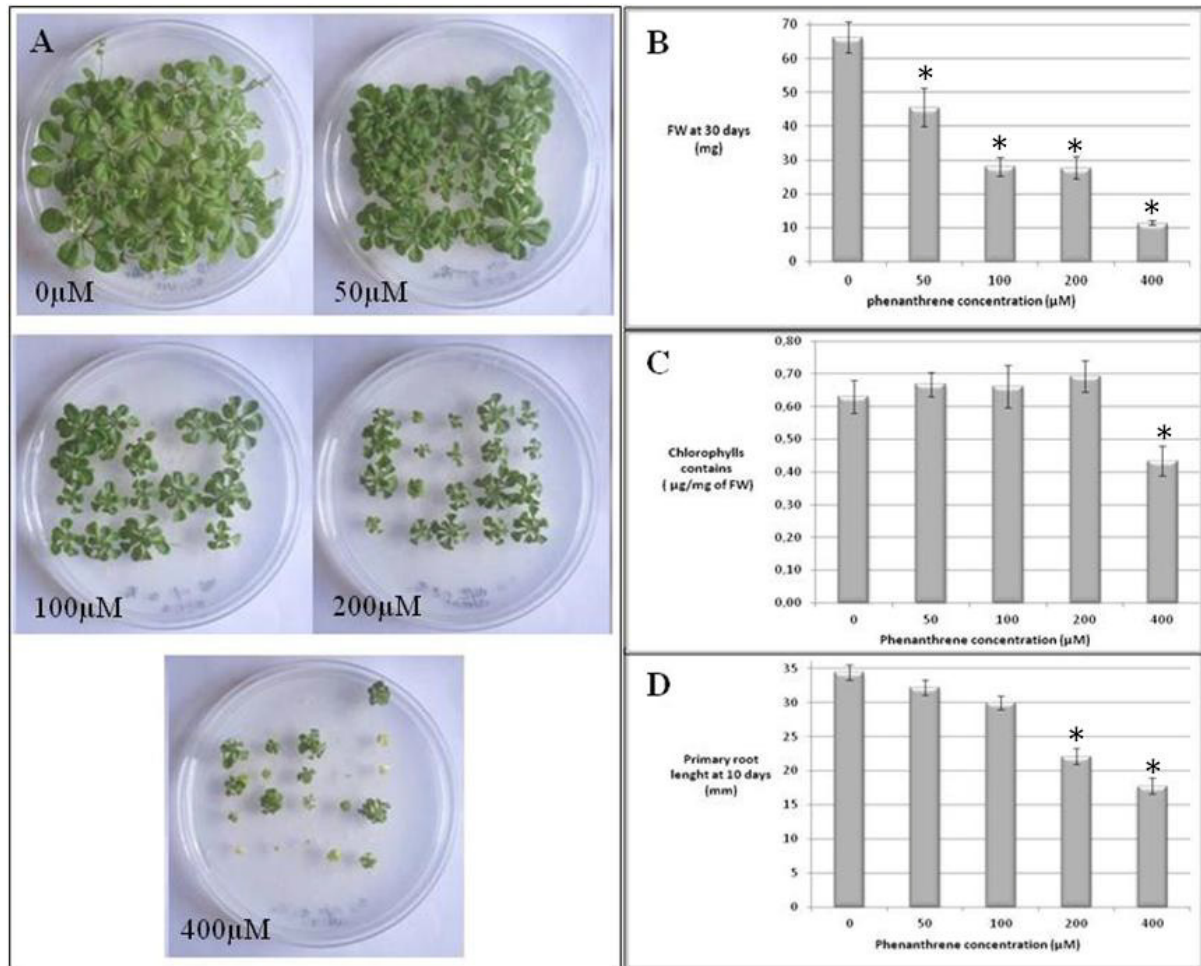 A
0µM
50µM
100µM
200µM
400µM
B
FW at 30 days
(mg)
70
60
50
40
30
20
10
0
*
*
*
*
0 50 100 200 400
phenanthrene concentration (µM)
C
Chlorophylls
contains
( µg/mg of FW)
0,80
0,70
0,60
0,50
0,40
0,30
0,20
0,10
0,00
*
0 50 100 200 400
Phenanthrene concentration (µM)
D
Primary root
lenght at 10 days
(mm)
35
30
25
20
15
10
5
0
*
*
0 50 100 200 400
Phenanthrene concentration (µM)